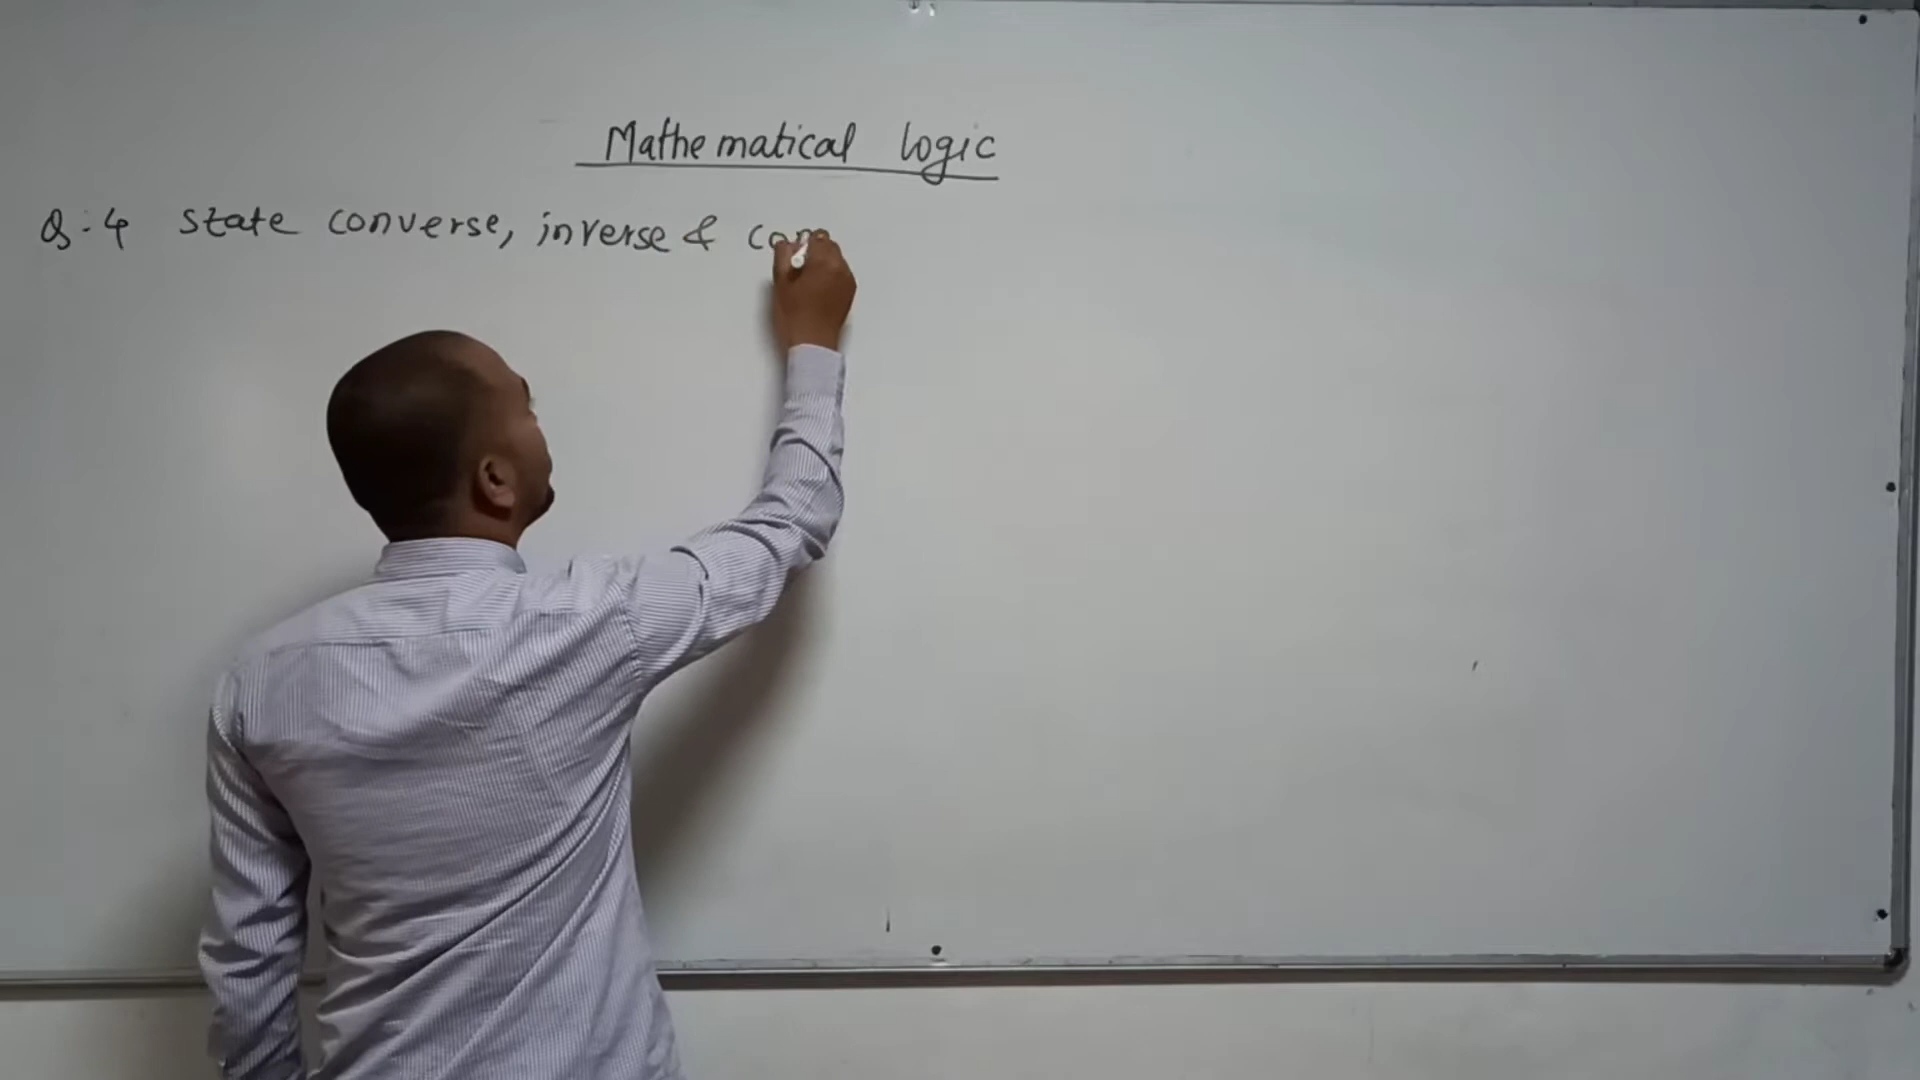 Mathematical logic
Q.4 state converse, inverse & con